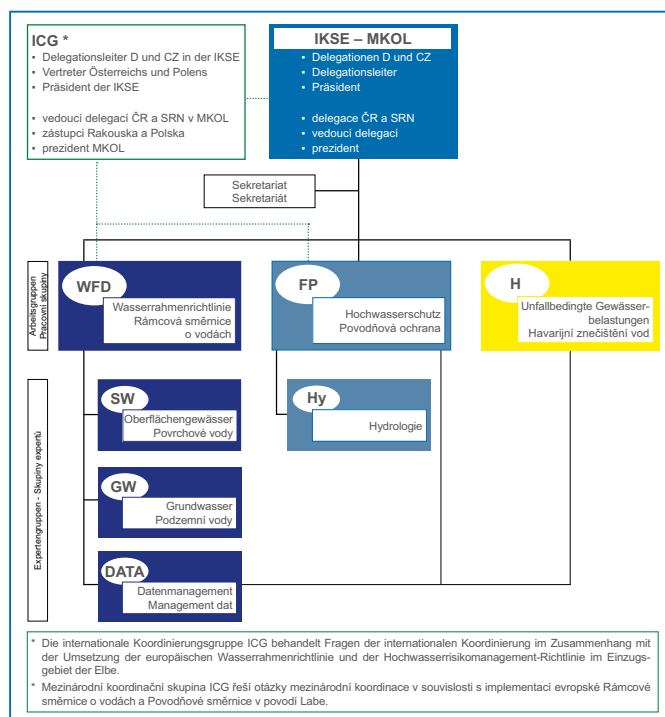 ICG *
▪ Delegationsleiter D und CZ in der IKSE
▪ Vertreter Österreichs und Polens
▪ Präsident der IKSE
▪ vedoucí delegací ČR a SRN v MKOL
▪ zástupci Rakouska a Polska
▪ prezident MKOL
IKSE – MKOL
▪ Delegationen D und CZ
▪ Delegationsleiter
▪ Präsident
▪ delegace ČR a SRN
▪ vedoucí delegací
▪ prezident
Sekretariat
Sekretariát
Arbeitsgruppen
Pracovní skupiny
WFD
Wasserrahmenrichtlinie
Rámcová směrnice
o vodách
FP
Hochwasserschutz
Povodňová ochrana
H
Unfallbedingte Gewässer-
belastungen
Havarijní znečištění vod
Expertengruppen - Skupiny expertů
SW
Oberflächengewässer
Povrchové vody
Hy
Hydrologie
GW
Grundwasser
Podzemní vody
DATA
Datenmanagement
Management dat
* Die internationale Koordinierungsgruppe ICG behandelt Fragen der internationalen Koordinierung im Zusammenhang mit
der Umsetzung der europäischen Wasserrahmenrichtlinie und der Hochwasserrisikomanagement-Richtlinie im Einzugs-
gebiet der Elbe.
* Mezinárodní koordinační skupina ICG řeší otázky mezinárodní koordinace v souvislosti s implementací evropské Rámcové
směrnice o vodách a Povodňové směrnice v povodí Labe.